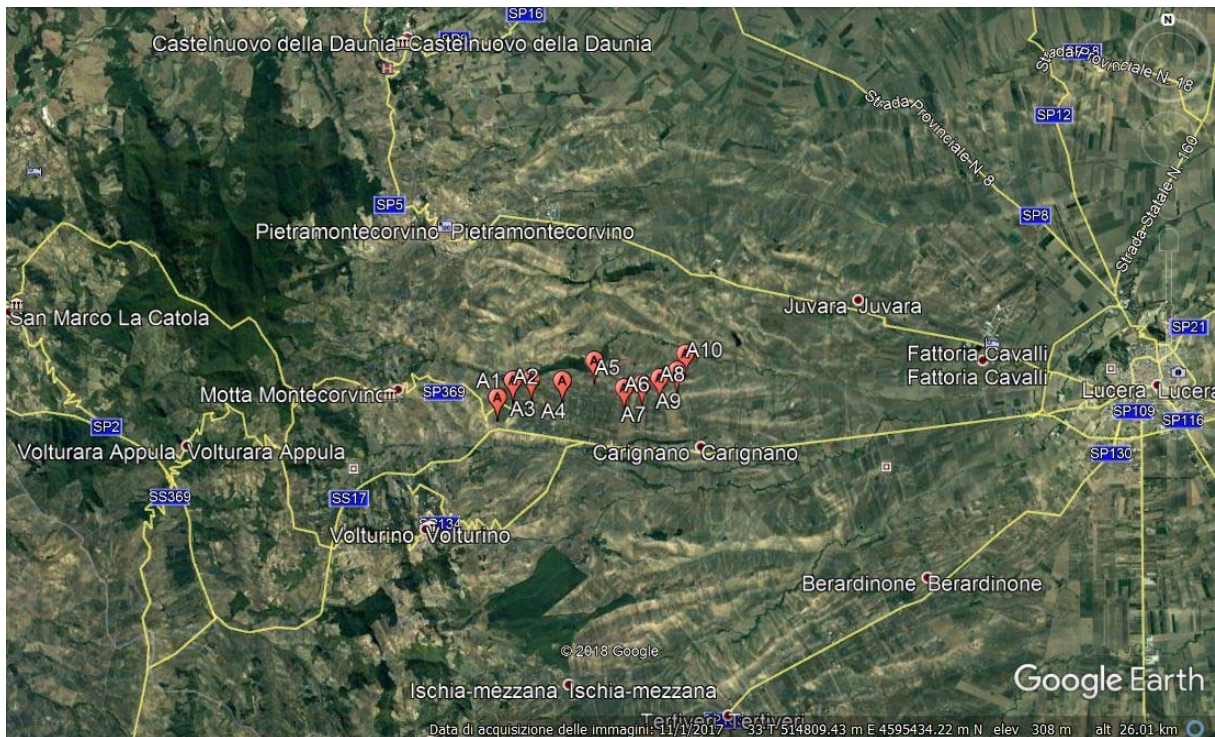 SP16
N
Castelnuovo della Daunia Castelnuovo della Daunia
H
Strada Provinciale N. 18
SP12
Strada Statale N. 160
Strada Provinciale N. 8
SP5
SP8
Pietramontecorvino Pietramontecorvino
San Marco La Catola
Juvara Juvara
SP21
Fattoria Cavalli
Fattoria Cavalli
A10
A5
A1
A2
A6
A8
A3
A4
A7
A9
Motta Montecorvino
SP369
Lucera Lucera
SP109
SP116
SP2
Volturara Appula Volturara Appula
Carignano Carignano
SP130
SS369
SS17
Volturino Volturino
Berardinone Berardinone
© 2018 Google
Ischia-mezzana Ischia-mezzana
Google Earth
Tertiveri Tertiveri
Data di acquisizione delle immagini: 11/1/2017 33 T 514809.43 m E 4595434.22 m N elev 308 m alt 26.01 km